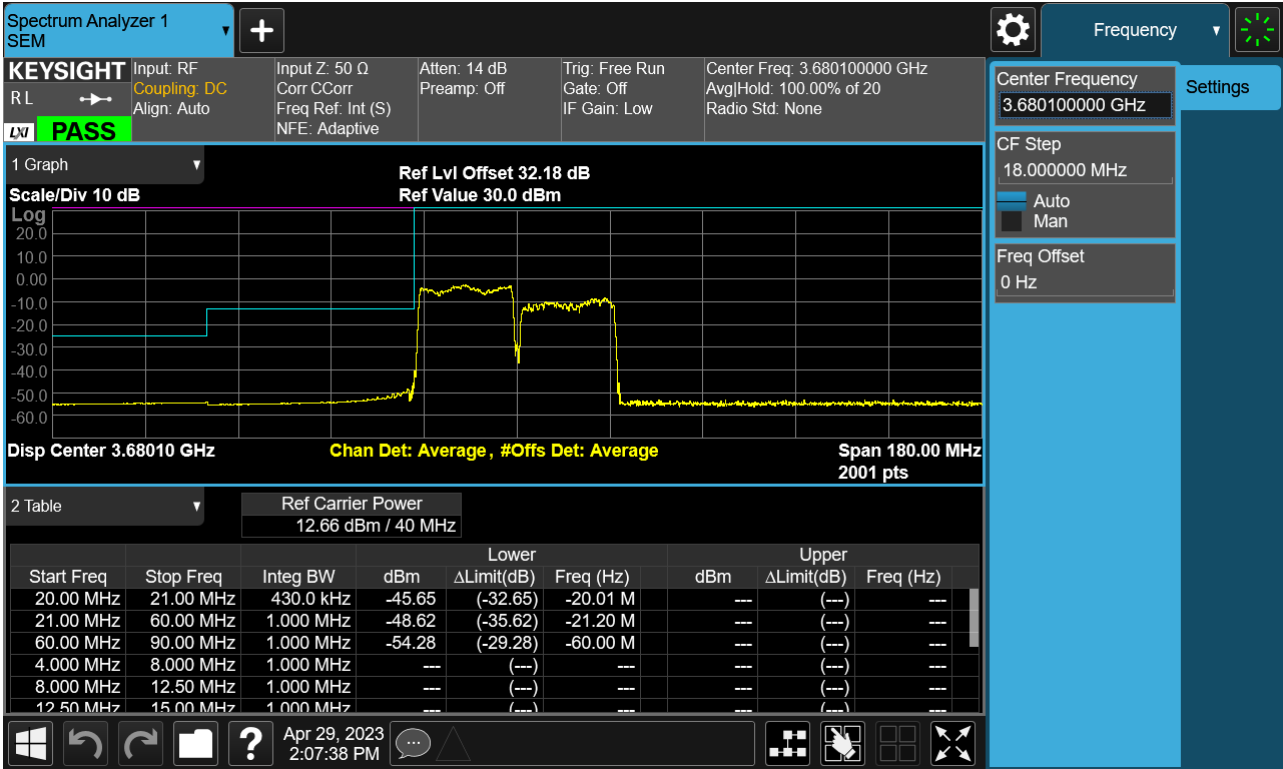 Spectrum Analyzer 1
SEM
Frequency
KEYSIGHT
R L
LXI
PASS
Input: RF
Coupling: DC
Align: Auto
Input Z: 50 Ω
Corr CCorr
Freq Ref: Int (S)
NFE: Adaptive
Atten: 14 dB
Preamp: Off
Trig: Free Run
Gate: Off
IF Gain: Low
Center Freq: 3.680100000 GHz
Avg|Hold: 100.00% of 20
Radio Std: None
Center Frequency
3.680100000 GHz
Settings
CF Step
18.000000 MHz
Auto
Man
Freq Offset
0 Hz
1 Graph
Scale/Div 10 dB
Ref Lvl Offset 32.18 dB
Ref Value 30.0 dBm
Log
20.0
10.0
0.00
-10.0
-20.0
-30.0
-40.0
-50.0
-60.0
Disp Center 3.68010 GHz
Chan Det: Average , #Offs Det: Average
Span 180.00 MHz
2001 pts
2 Table
Ref Carrier Power
12.66 dBm / 40 MHz
Lower Upper
Start Freq Stop Freq Integ BW dBm ΔLimit(dB) Freq (Hz) dBm ΔLimit(dB) Freq (Hz)
20.00 MHz 21.00 MHz 430.0 kHz -45.65 (-32.65) -20.01 M --- (---) ---
21.00 MHz 60.00 MHz 1.000 MHz -48.62 (-35.62) -21.20 M --- (---) ---
60.00 MHz 90.00 MHz 1.000 MHz -54.28 (-29.28) -60.00 M --- (---) ---
4.000 MHz 8.000 MHz 1.000 MHz --- (---) --- --- (---) ---
8.000 MHz 12.50 MHz 1.000 MHz --- (---) --- --- (---) ---
12.50 MHz 15.00 MHz 1.000 MHz --- (---) --- --- (---) ---
Apr 29, 2023
2:07:38 PM